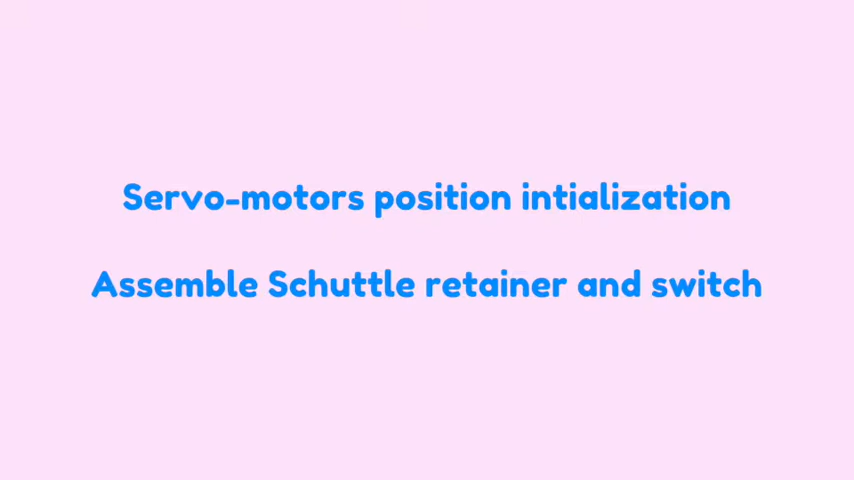 Servo-motors position intialization
Assemble Schuttle retainer and switch